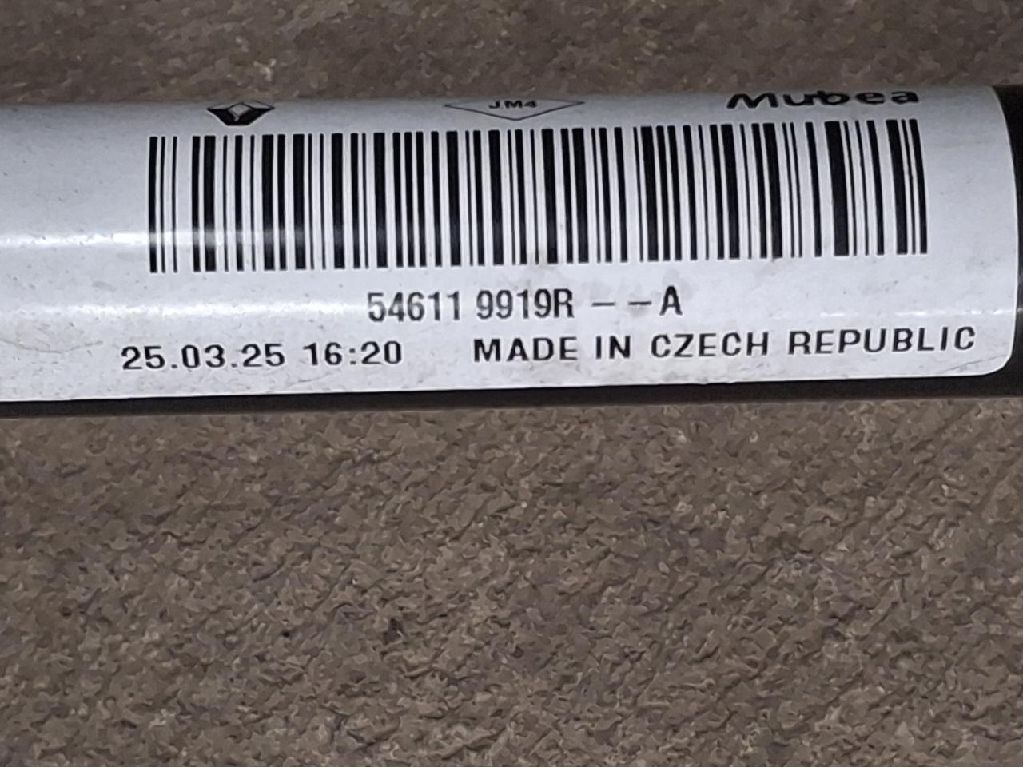 JM4 Mubea
54611 9919R – – A
25.03.25 16:20 MADE IN CZECH REPUBLIC